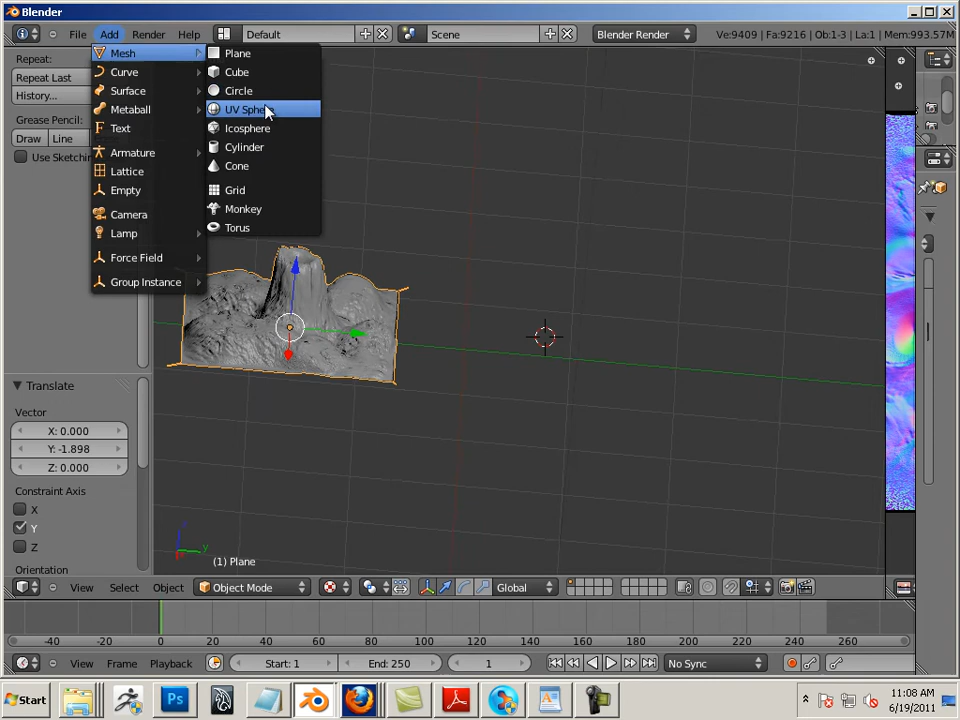 Blender
File Add Render Help Default Scene Blender Render Ve:9409 | Fa:9216 | Ob:1-3 | La:1 | Mem:993.57M
Repeat:
Repeat Last
History...
Grease Pencil:
Draw Line
Use Sketchin
Mesh
Curve
Surface
Metaball
Text
Armature
Lattice
Empty
Camera
Lamp
Force Field
Group Instance
Plane
Cube
Circle
UV Sphe
Icosphere
Cylinder
Cone
Grid
Monkey
Torus
Translate
Vector
X: 0.000
Y: -1.898
Z: 0.000
Constraint Axis
X
Y
Z
Orientation
y
(1) Plane
View Select Object Object Mode Global
-40 -20 0 20 40 60 80 100 120 140 160 180 200 220 240 260
View Frame Playback Start: 1 End: 250 1 No Sync
Start Ps 11:08 AM
6/19/2011